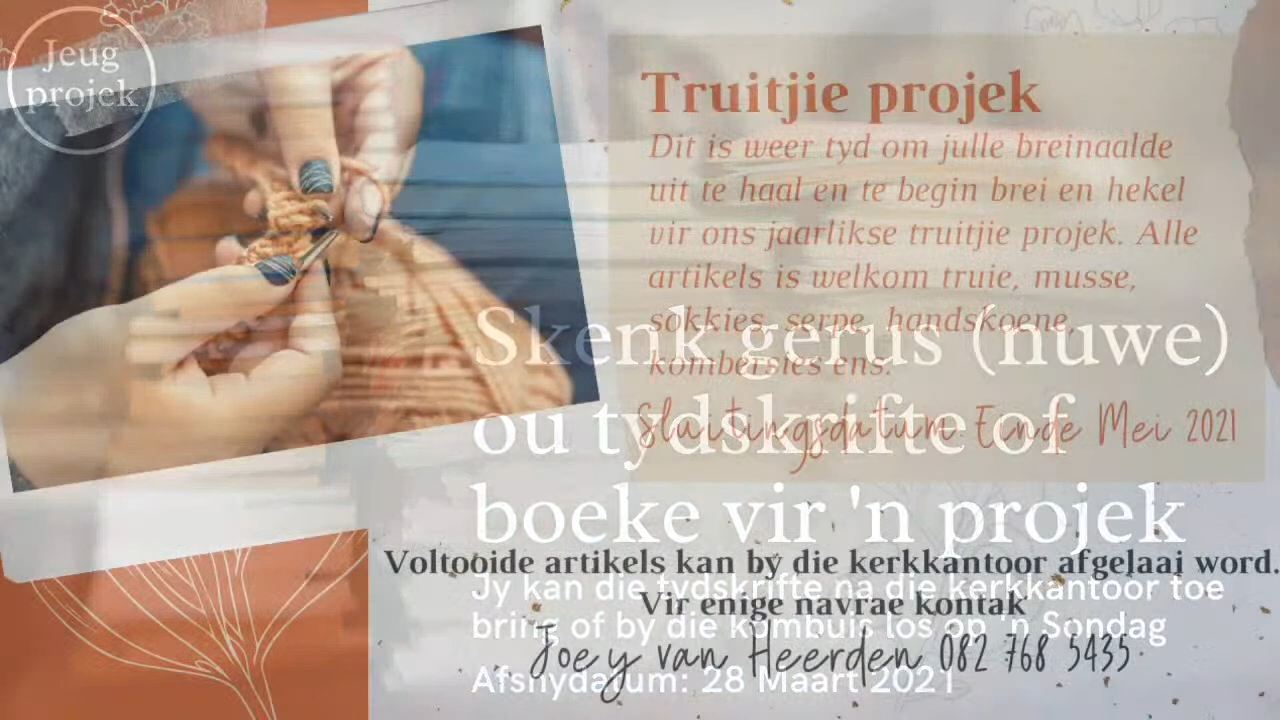 Jeug
projek
Truitjie projek
Dit is weer tyd om julle breinaalde
uit te haal en te begin brei en hekel
vir ons jaarlikse truitjie projek. Alle
artikels is welkom truie, musse,
sokkies, serpe, handskoene,
kombersies ens.
Sluitingsdatum: Einde Mei 2021
Skenk gerus (nuwe)
ou tydskrifte of
boeke vir 'n projek
Voltooide artikels kan by die kerkkantoor afgelaai word.
Jy kan die tydskrifte na die kerkkantoor toe
Vir enige navrae kontak
bring of by die kombuis los op 'n Sondag
Joey van Heerden 082 768 5435
Afsnydatum: 28 Maart 2021